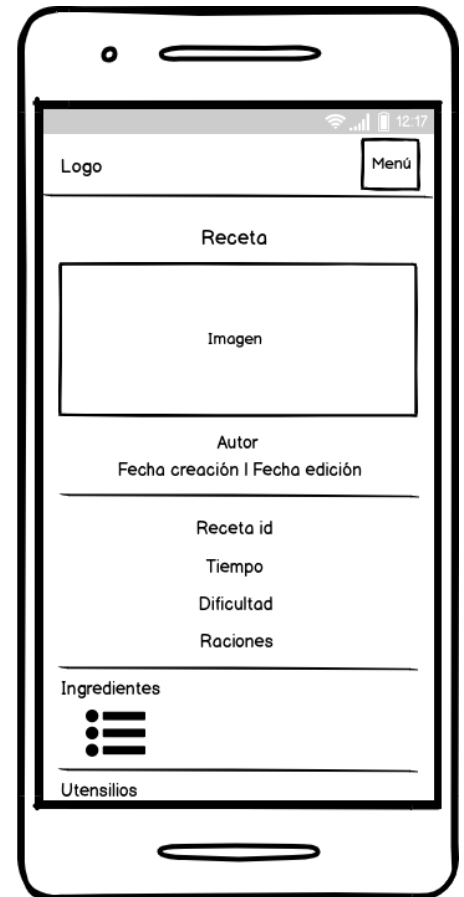 12:17
Logo
Menú
Receta
Imagen
Autor
Fecha creación | Fecha edición
Receta id
Tiempo
Dificultad
Raciones
Ingredientes
Utensilios